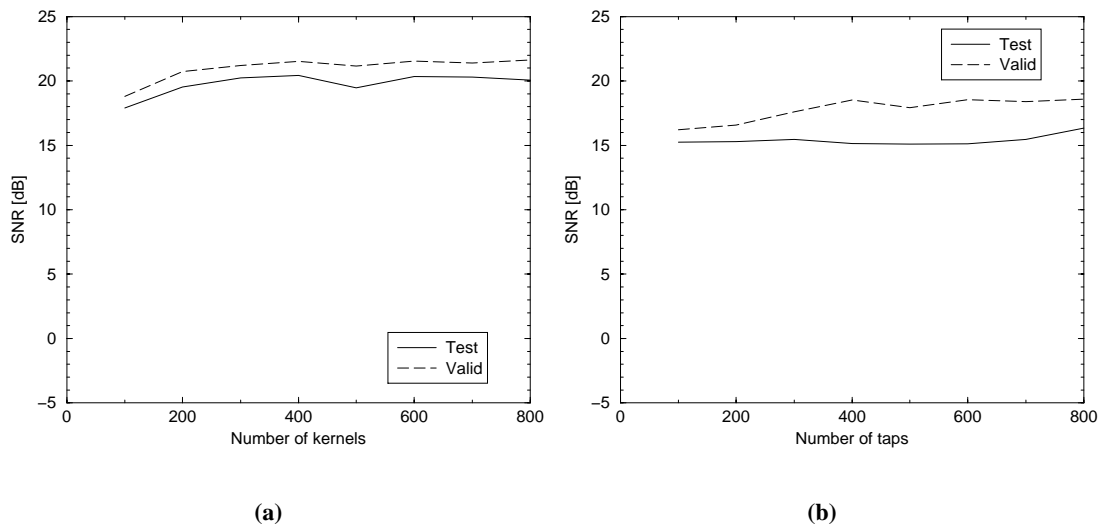 25
20
15
10
5
0
–5
SNR [dB]
0
200
400
600
800
Number of kernels
Test
Valid
(a)
25
20
15
10
5
0
–5
SNR [dB]
0
200
400
600
800
Number of taps
Test
Valid
(b)